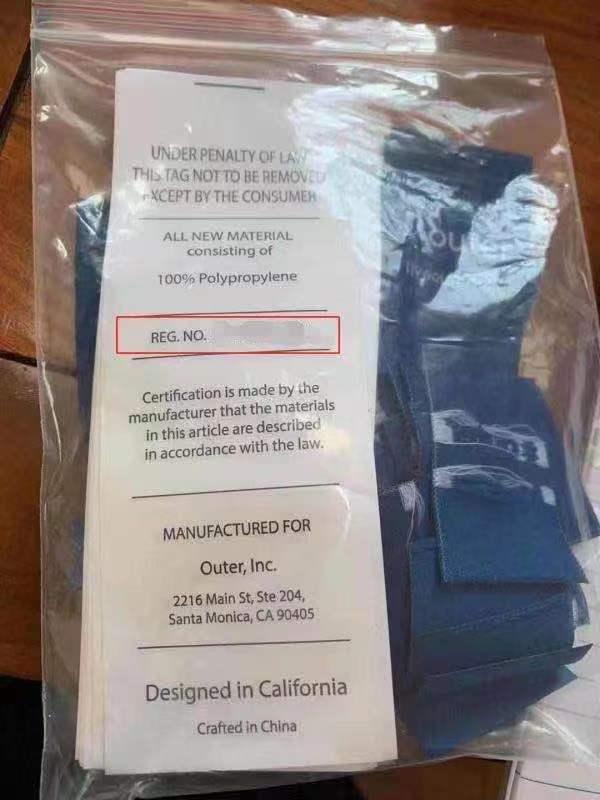 UNDER PENALTY OF LAW
THIS TAG NOT TO BE REMOVED
EXCEPT BY THE CONSUMER
ALL NEW MATERIAL
consisting of
100% Polypropylene
REG. NO.
Certification is made by the
manufacturer that the materials
in this article are described
in accordance with the law.
MANUFACTURED FOR
Outer, Inc.
2216 Main St, Ste 204,
Santa Monica, CA 90405
Designed in California
Crafted in China